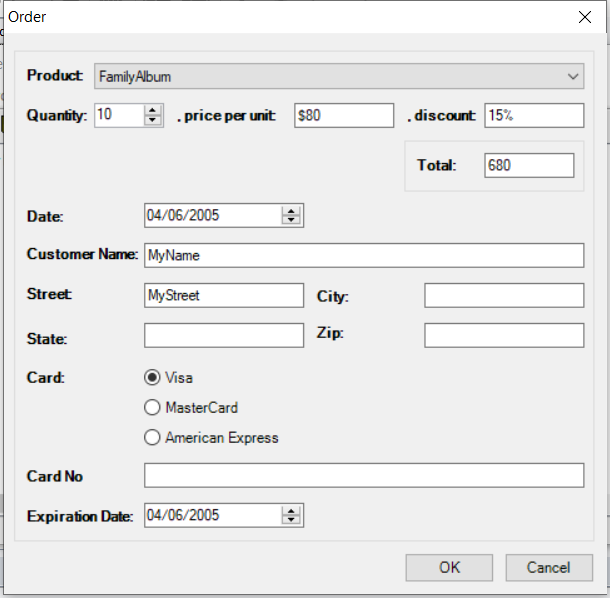 Order
Product: FamilyAlbum
Quantity: 10 . price per unit: $80 . discount: 15%
Total: 680
Date: 04/06/2005
Customer Name: MyName
Street: MyStreet City:
State: Zip:
Card: Visa
MasterCard
American Express
Card No
Expiration Date: 04/06/2005
OK Cancel